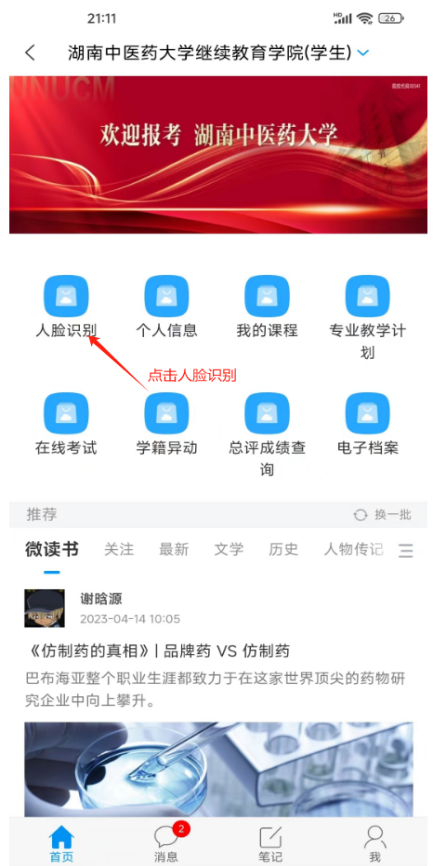 21:11
HD
26
湖南中医药大学继续教育学院(学生)
欢迎报考 湖南中医药大学
人脸识别
个人信息
我的课程
专业教学计
划
点击人脸识别
在线考试
学籍异动
总评成绩查
询
电子档案
推荐
换一批
微读书
关注
最新
文学
历史
人物传记
谢晗源
2023-04-14 10:05
《仿制药的真相》| 品牌药 VS 仿制药
巴布海亚整个职业生涯都致力于在这家世界顶尖的药物研
究企业中向上攀升。
首页
2
消息
笔记
我